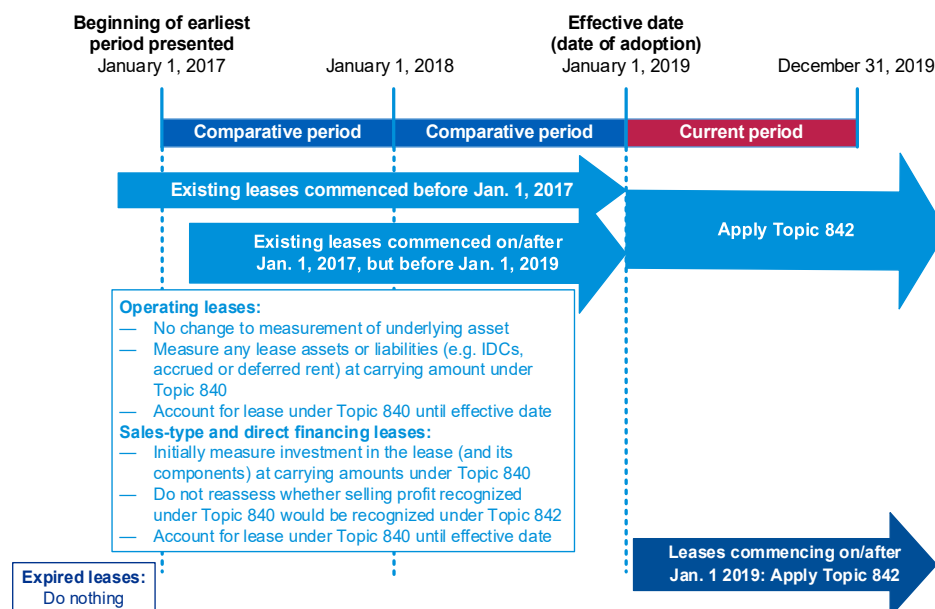 Beginning of earliest
period presented
January 1, 2017
January 1, 2018
Effective date
(date of adoption)
January 1, 2019
December 31, 2019
Comparative period
Comparative period
Current period
Existing leases commenced before Jan. 1, 2017
Existing leases commenced on/after
Jan. 1, 2017, but before Jan. 1, 2019
Apply Topic 842
Operating leases:
— No change to measurement of underlying asset
— Measure any lease assets or liabilities (e.g. IDCs,
accrued or deferred rent) at carrying amount under
Topic 840
— Account for lease under Topic 840 until effective date
Sales-type and direct financing leases:
— Initially measure investment in the lease (and its
components) at carrying amounts under Topic 840
— Do not reassess whether selling profit recognized
under Topic 840 would be recognized under Topic 842
— Account for lease under Topic 840 until effective date
Leases commencing on/after
Jan. 1 2019: Apply Topic 842
Expired leases:
Do nothing